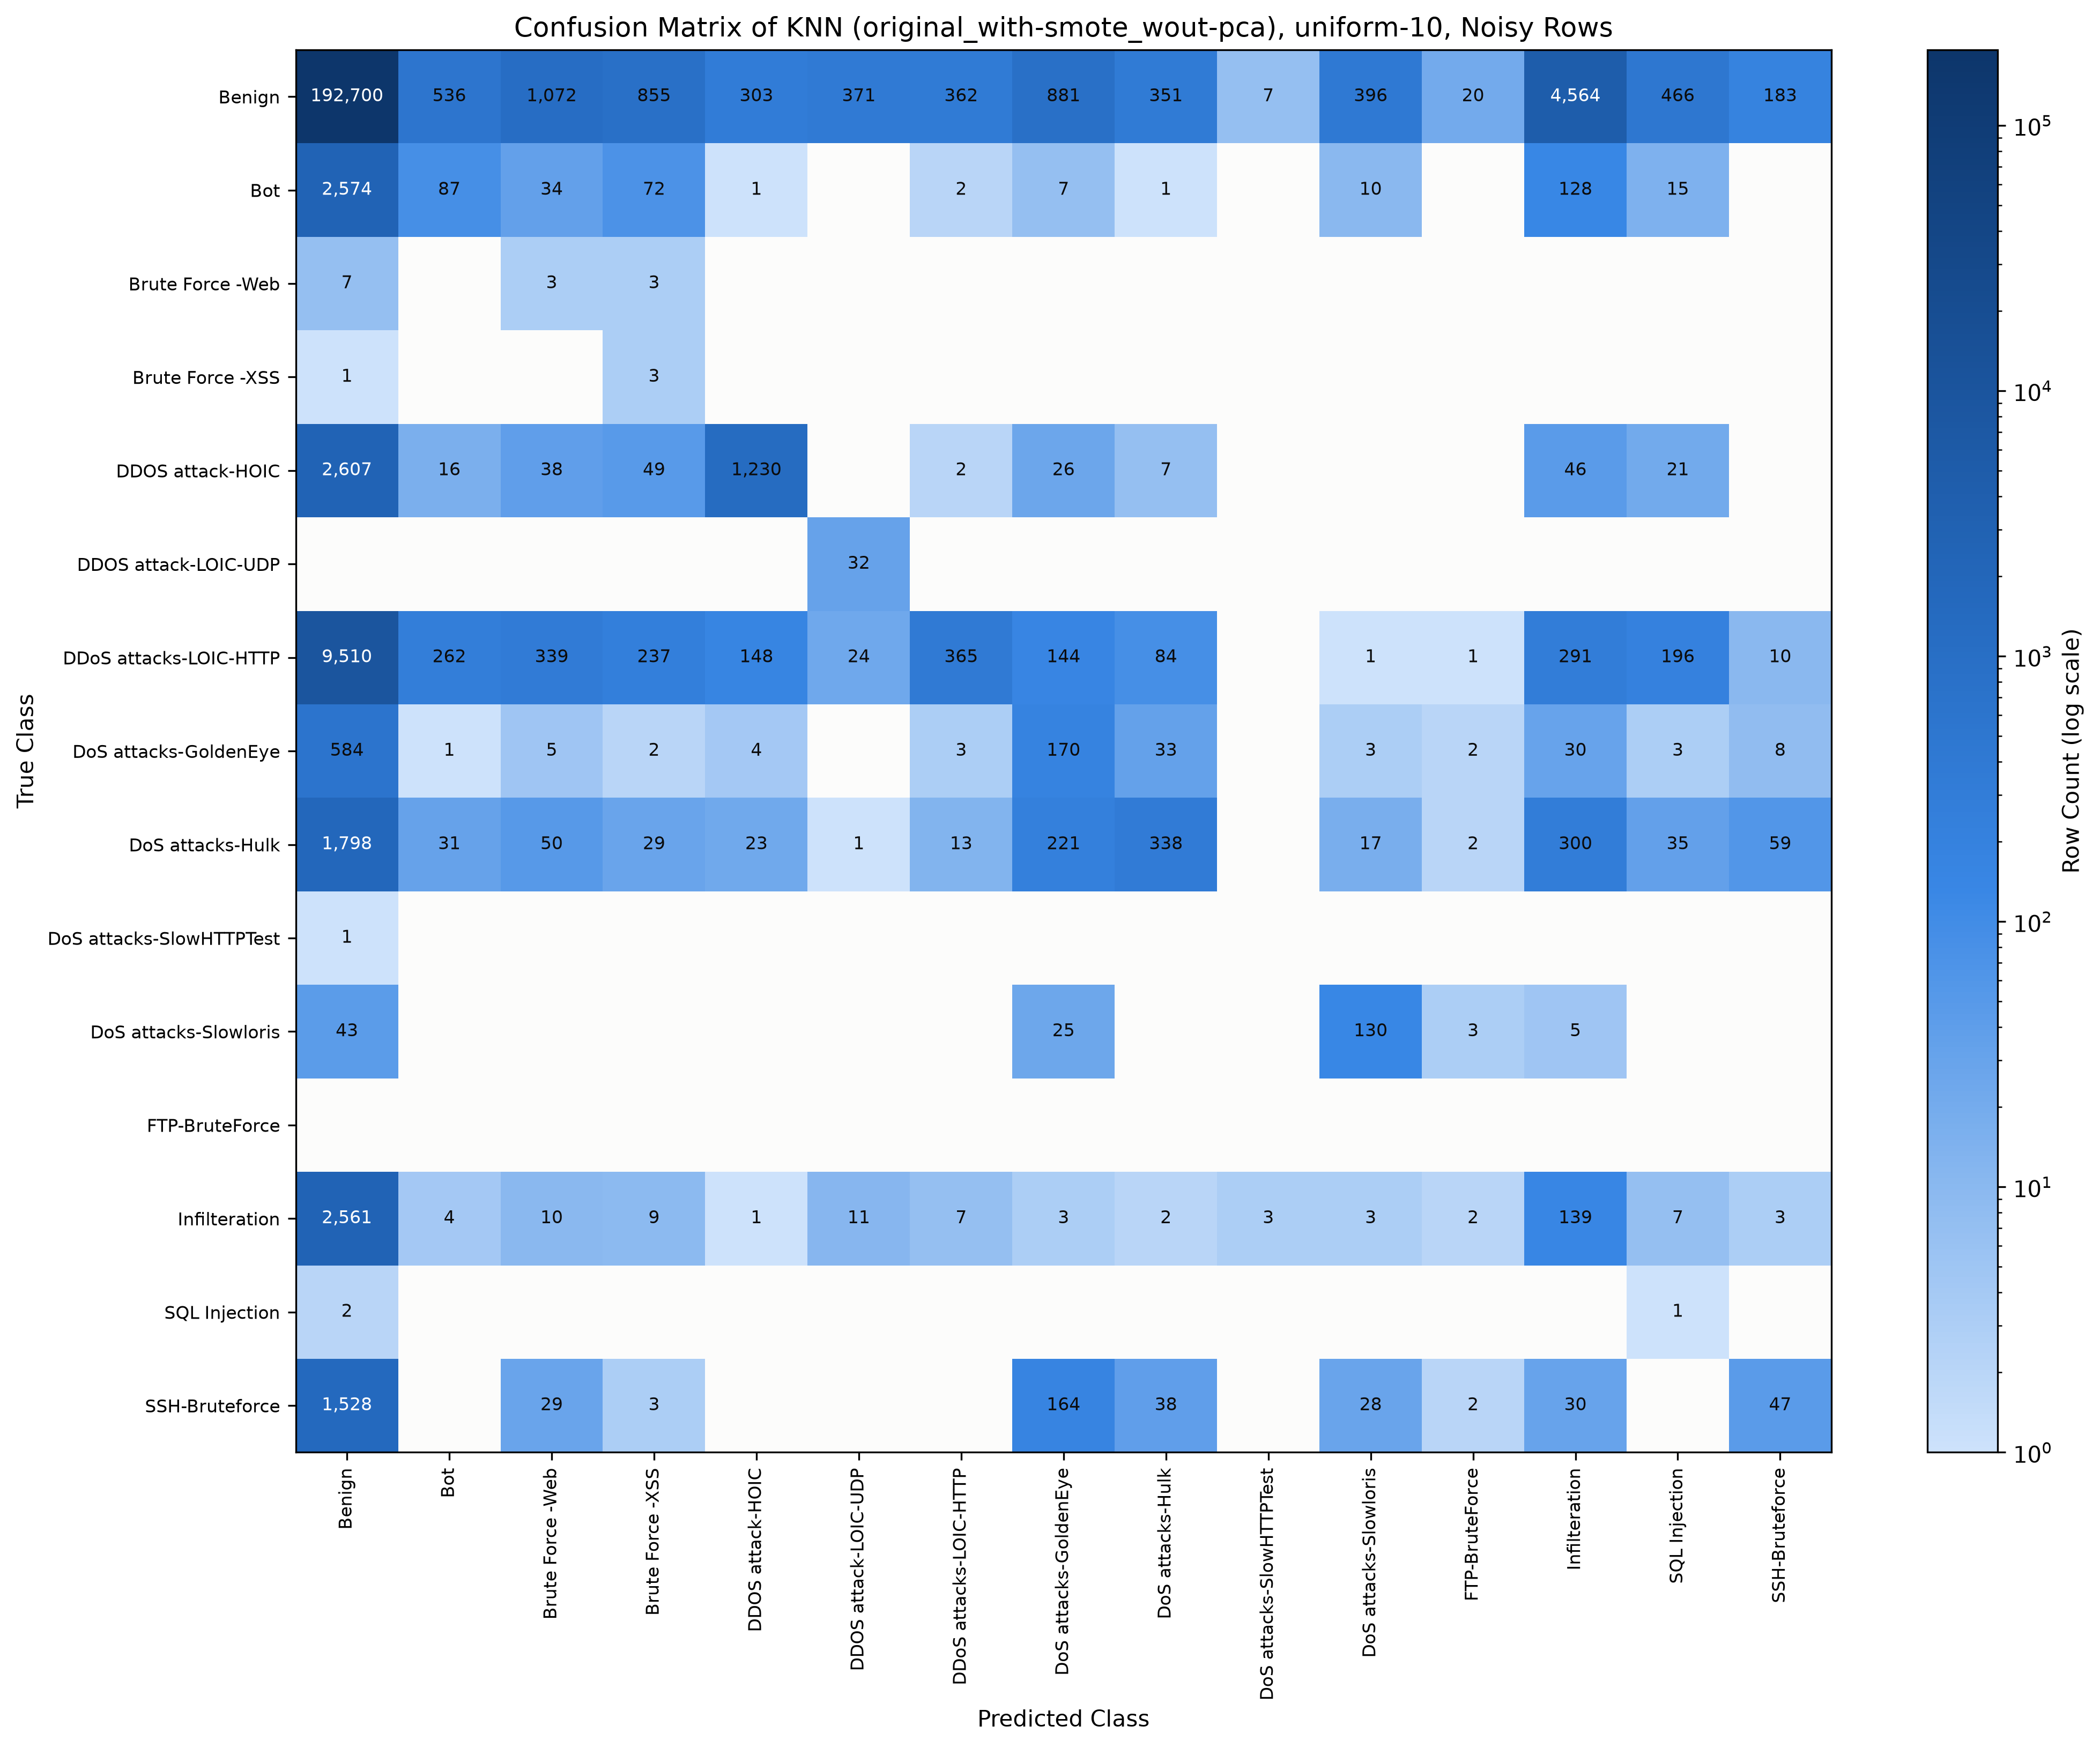 Confusion Matrix of KNN (original_with-smote_wout-pca), uniform-10, Noisy Rows
Benign 192,700 536 1,072 855 303 371 362 881 351 7 396 20 4,564 466 183
Bot 2,574 87 34 72 1 2 7 1 10 128 15
Brute Force -Web 7 3 3
Brute Force -XSS 1 3
DDOS attack-HOIC 2,607 16 38 49 1,230 2 26 7 46 21
DDOS attack-LOIC-UDP 32
DDoS attacks-LOIC-HTTP 9,510 262 339 237 148 24 365 144 84 1 1 291 196 10
DoS attacks-GoldenEye 584 1 5 2 4 3 170 33 3 2 30 3 8
DoS attacks-Hulk 1,798 31 50 29 23 1 13 221 338 17 2 300 35 59
DoS attacks-SlowHTTPTest 1
DoS attacks-Slowloris 43 25 130 3 5
FTP-BruteForce
Infilteration 2,561 4 10 9 1 11 7 3 2 3 3 2 139 7 3
SQL Injection 2 1
SSH-Bruteforce 1,528 29 3 164 38 28 2 30 47
True Class
Benign
Bot
Brute Force -Web
Brute Force -XSS
DDOS attack-HOIC
DDOS attack-LOIC-UDP
DDoS attacks-LOIC-HTTP
DoS attacks-GoldenEye
DoS attacks-Hulk
DoS attacks-SlowHTTPTest
DoS attacks-Slowloris
FTP-BruteForce
Infilteration
SQL Injection
SSH-Bruteforce
Predicted Class
10⁵
10⁴
10³
10²
10¹
10⁰
Row Count (log scale)